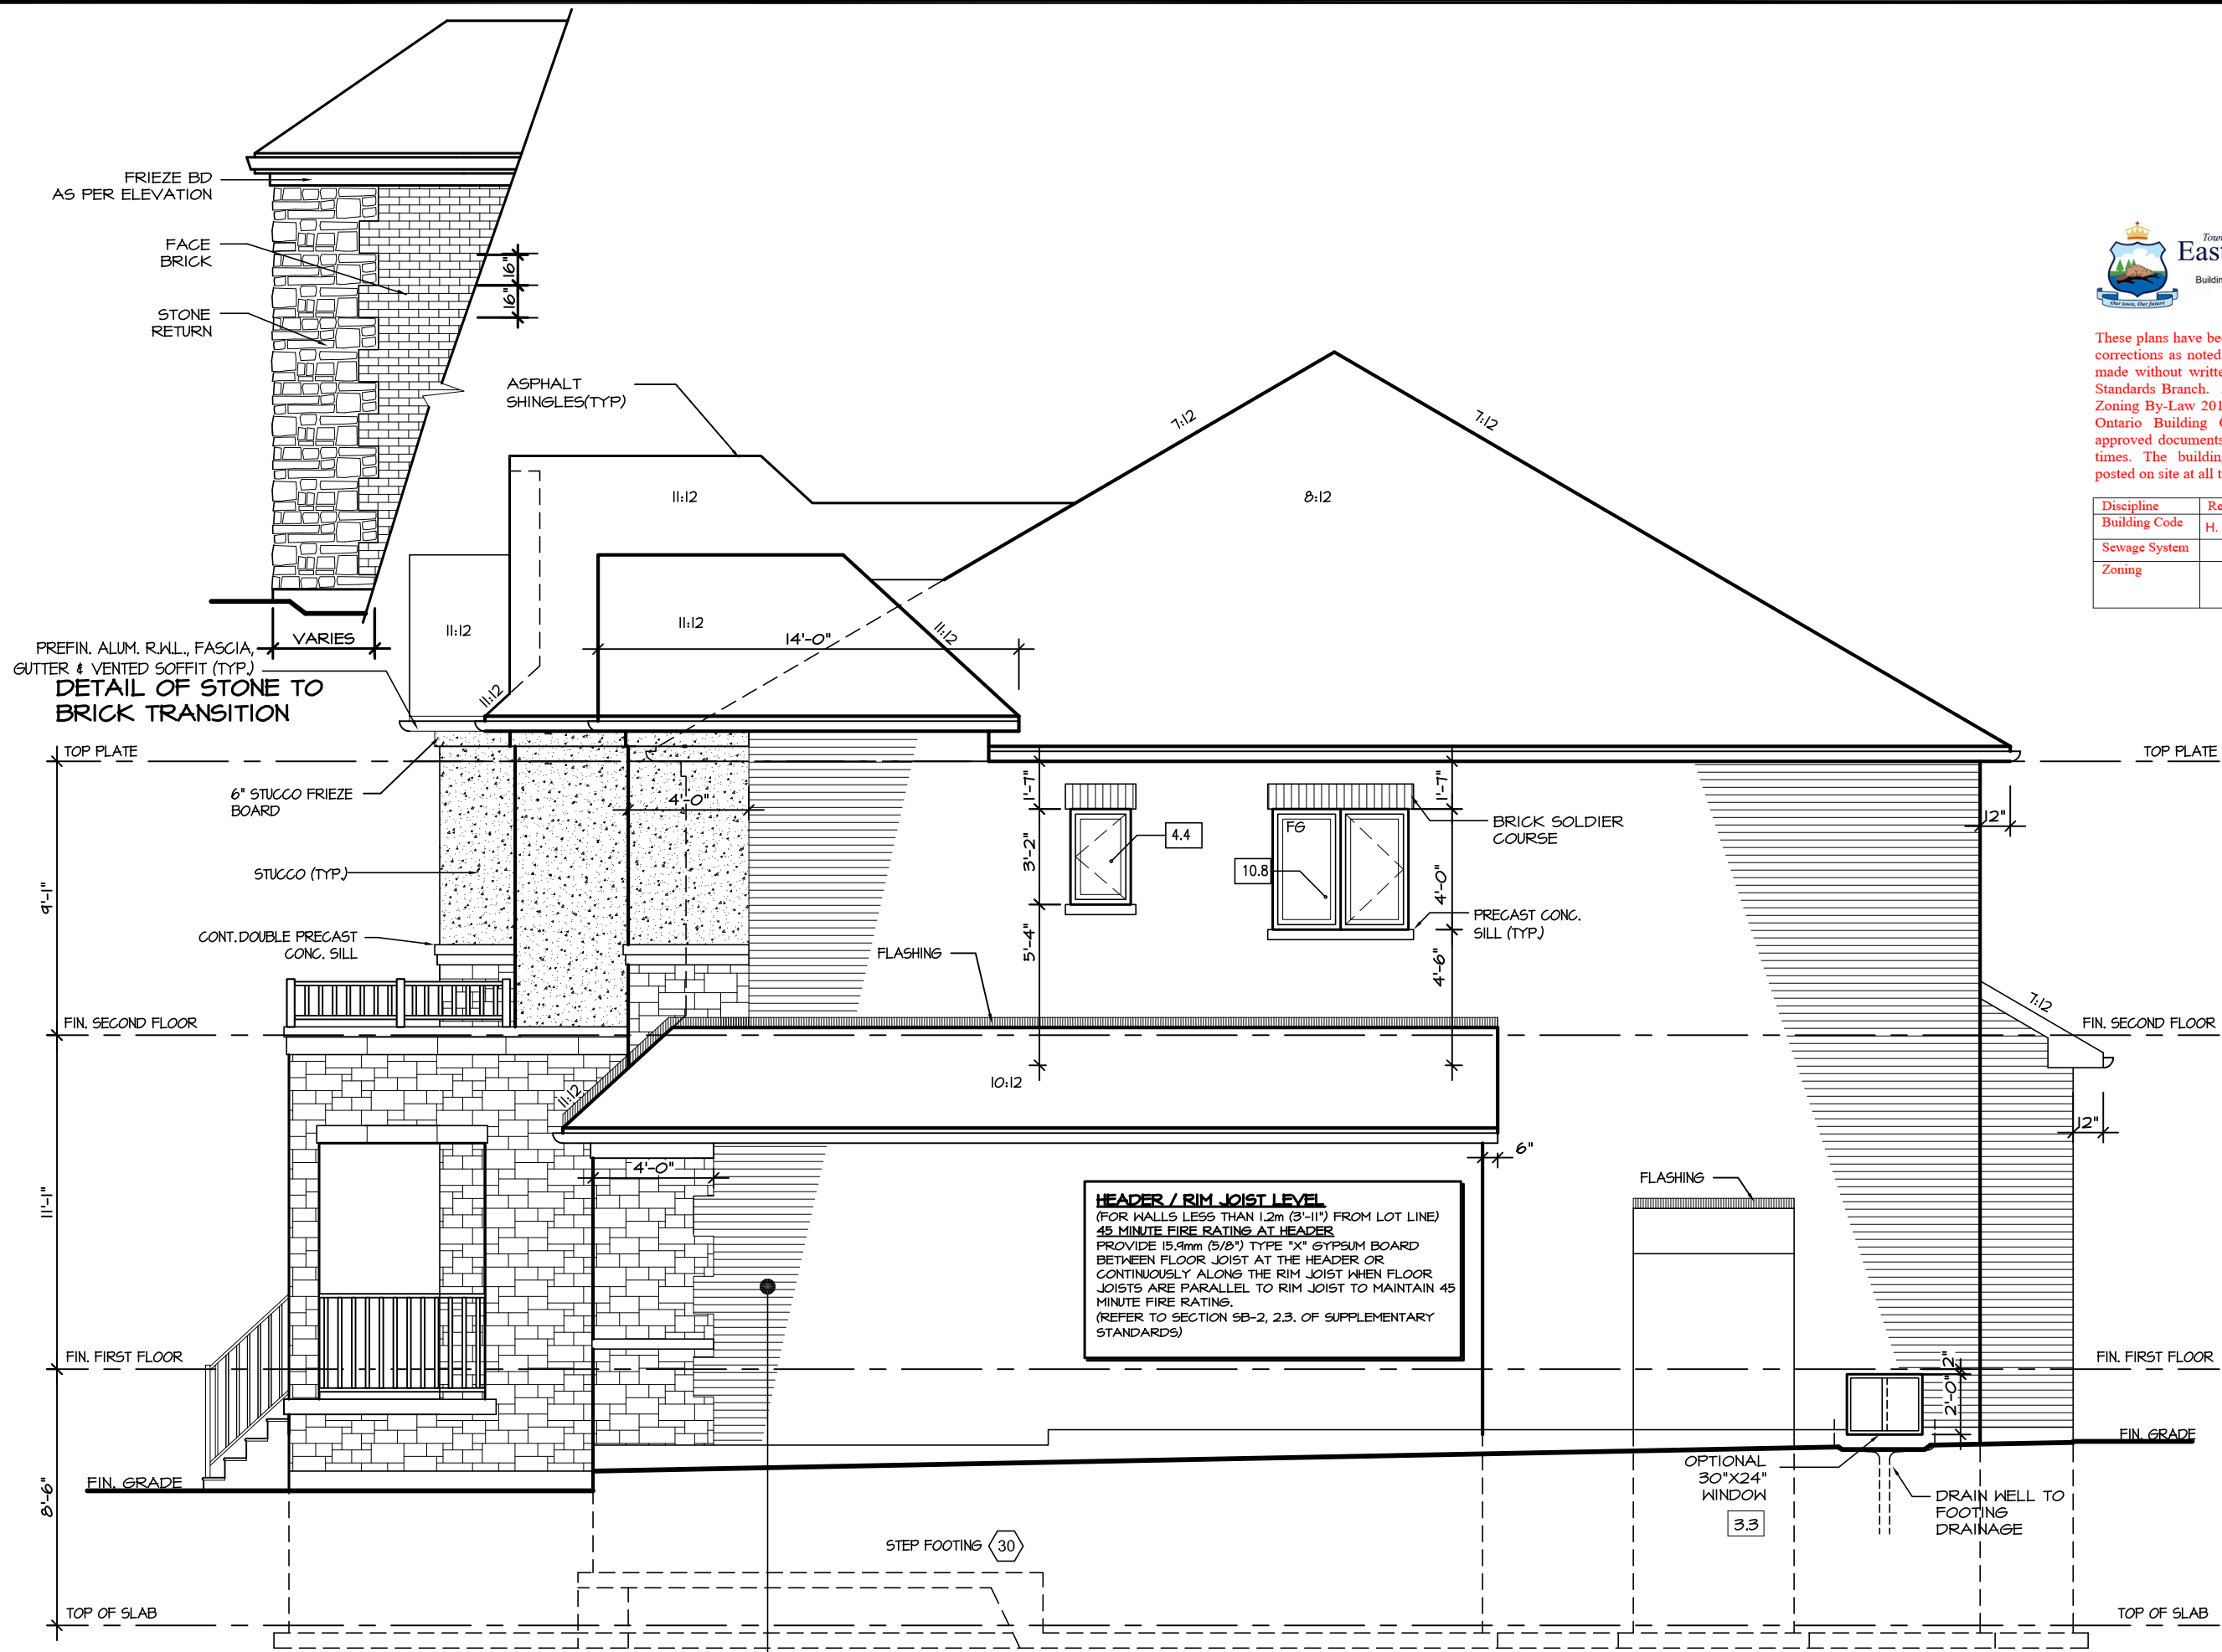 FRIEZE BD
AS PER ELEVATION
FACE
BRICK
STONE
RETURN
16"
16"
VARIES
PREFIN. ALUM. R.W.L., FASCIA,
GUTTER & VENTED SOFFIT (TYP.)
DETAIL OF STONE TO
BRICK TRANSITION
ASPHALT
SHINGLES(TYP)
7:12
7:12
8:12
11:12
11:12
11:12
11:12
11:12
14'-0"
Building
These plans have be
corrections as noted
made without writte
Standards Branch.
Zoning By-Law 201
Ontario Building
approved documents
times. The buildin
posted on site at all t
Discipline
Re
Building Code
H.
Sewage System
Zoning
Our town, Our future
East
TOP PLATE
TOP PLATE
6" STUCCO FRIEZE
BOARD
4'-0"
STUCCO (TYP.)
9'-1"
CONT.DOUBLE PRECAST
CONC. SILL
FLASHING
1'-7"
3'-2"
5'-4"
4.4
10.8
FG
1'-7"
4'-0"
4'-6"
BRICK SOLDIER
COURSE
PRECAST CONC.
SILL (TYP.)
12"
7:12
FIN. SECOND FLOOR
FIN. SECOND FLOOR
11:12
10:12
12"
6"
4'-0"
11'-1"
HEADER / RIM JOIST LEVEL
(FOR WALLS LESS THAN 1.2m (3'-11") FROM LOT LINE)
45 MINUTE FIRE RATING AT HEADER
PROVIDE 15.9mm (5/8") TYPE "X" GYPSUM BOARD
BETWEEN FLOOR JOIST AT THE HEADER OR
CONTINUOUSLY ALONG THE RIM JOIST WHEN FLOOR
JOISTS ARE PARALLEL TO RIM JOIST TO MAINTAIN 45
MINUTE FIRE RATING.
(REFER TO SECTION SB-2, 2.3. OF SUPPLEMENTARY
STANDARDS)
FLASHING
FIN. FIRST FLOOR
FIN. FIRST FLOOR
2"
2'-0"
FIN. GRADE
FIN. GRADE
8'-6"
OPTIONAL
30"X24"
WINDOW
3.3
DRAIN WELL TO
FOOTING
DRAINAGE
STEP FOOTING 30
TOP OF SLAB
TOP OF SLAB